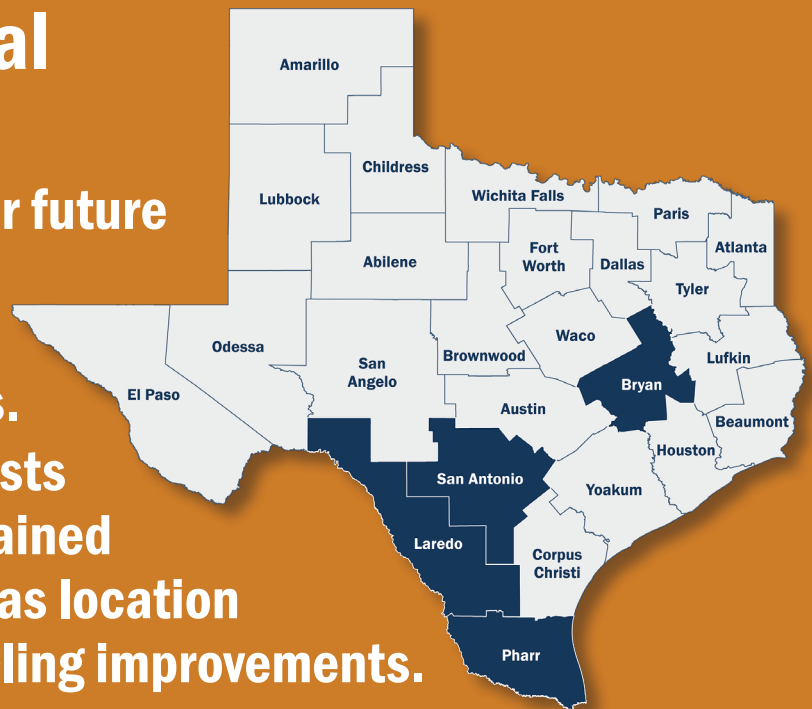 al
r future
s.
sts
ained
as location
ling improvements.
Amarillo
Childress
Lubbock
Wichita Falls
Paris
Atlanta
Abilene
Fort
Worth
Dallas
Tyler
Odessa
Waco
San
Angelo
Brownwood
Lufkin
El Paso
Bryan
Austin
Beaumont
Houston
San Antonio
Yoakum
Laredo
Corpus
Christi
Pharr